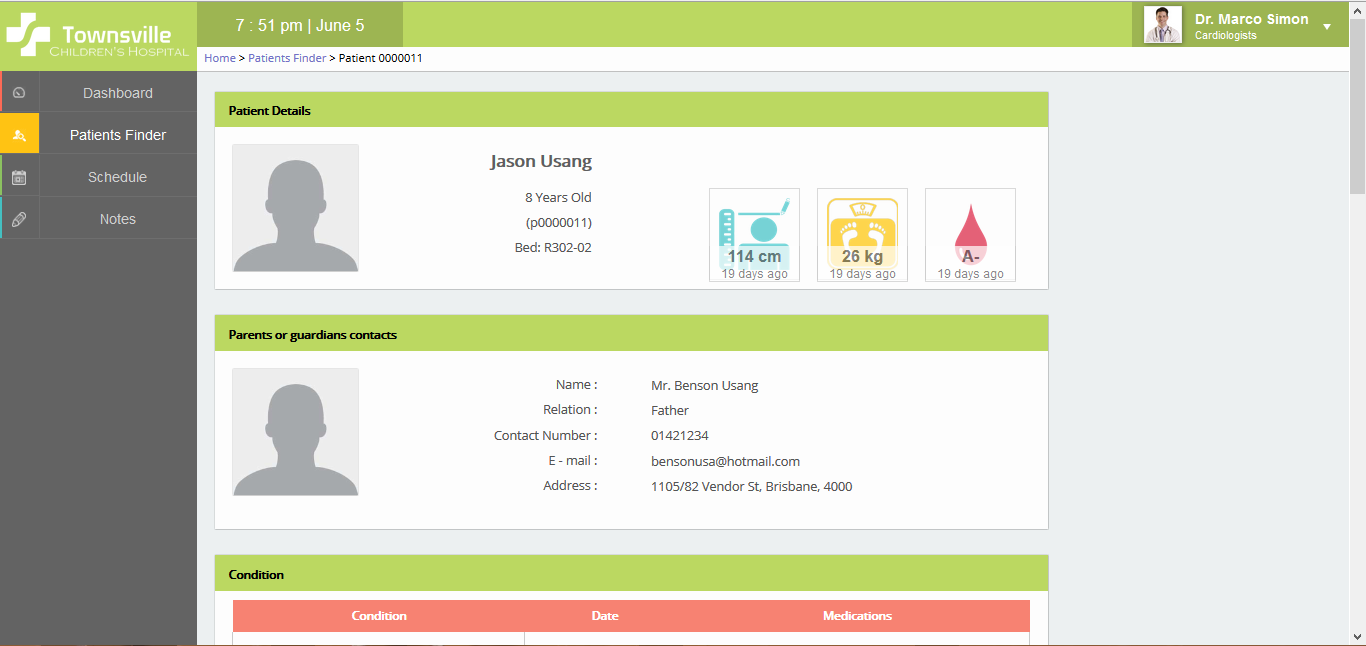 Townsville
CHILDREN'S HOSPITAL
7 : 51 pm | June 5
Dr. Marco Simon
Cardiologists
Home > Patients Finder > Patient 0000011
Dashboard
Patients Finder
Schedule
Notes
Patient Details
Jason Usang
8 Years Old
(p0000011)
Bed: R302-02
114 cm
19 days ago
26 kg
19 days ago
A-
19 days ago
Parents or guardians contacts
Name : Mr. Benson Usang
Relation : Father
Contact Number : 01421234
E - mail : bensonusa@hotmail.com
Address : 1105/82 Vendor St, Brisbane, 4000
Condition
Condition Date Medications